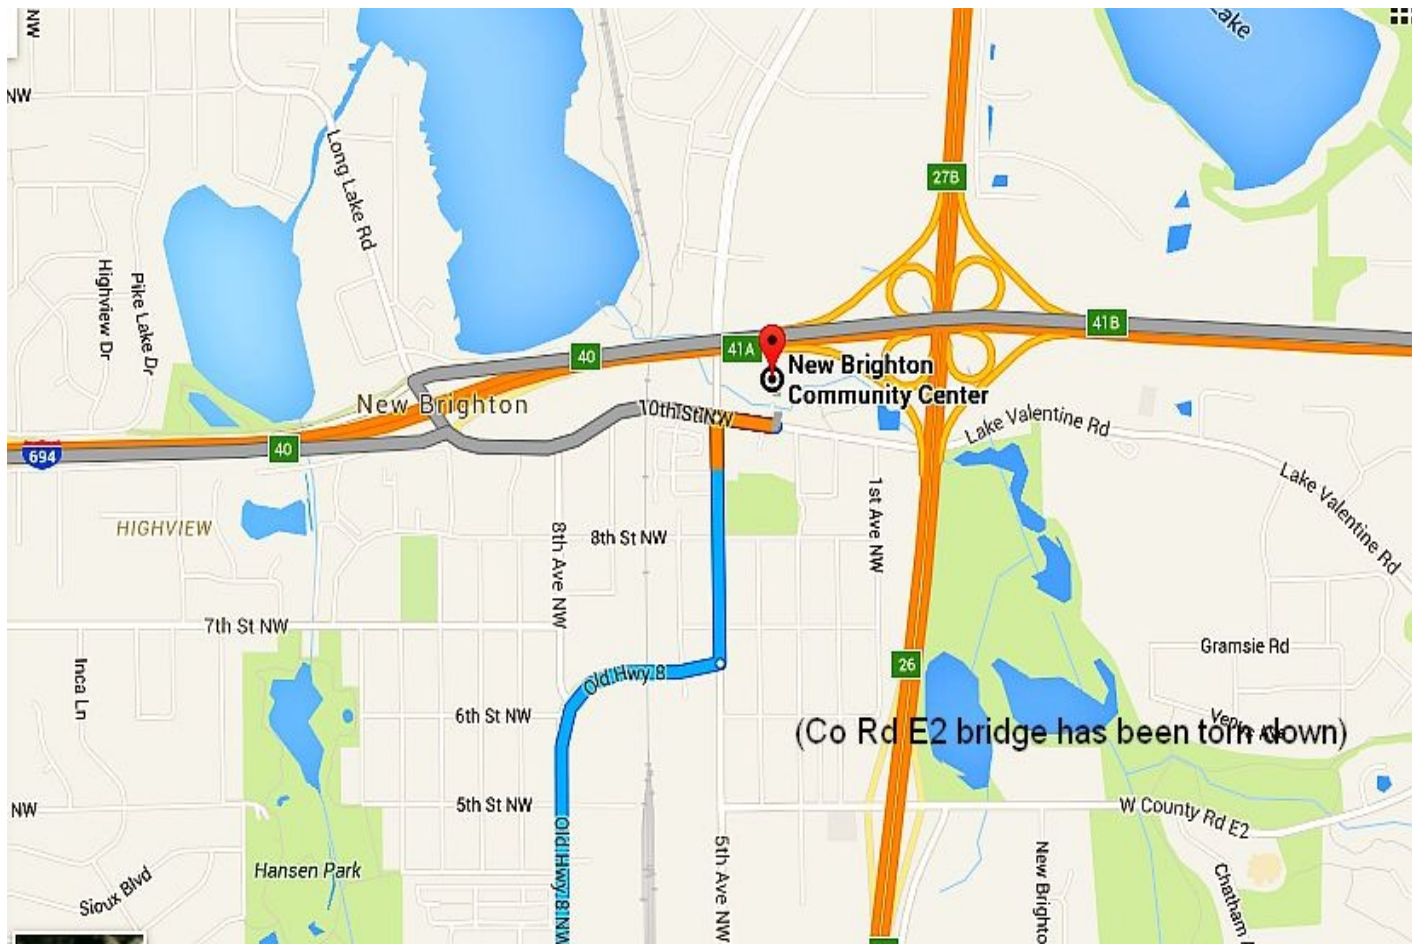 NW
Lake
NW
Long Lake Rd
27B
Highview Dr
Pike Lake Dr
41B
40
41A
New Brighton
Community Center
New Brighton
10th St NW
Lake Valentine Rd
40
694
Lake Valentine Rd
HIGHVIEW
8th Ave NW
8th St NW
1st Ave NW
7th St NW
Gramsie Rd
Inca Ln
Old Hwy 8
26
6th St NW
(Co Rd E2 bridge has been torn down)
NW
5th St NW
W County Rd E2
Old Hwy 8 NW
5th Ave NW
Hansen Park
Sioux Blvd
New Brighto
Chatham